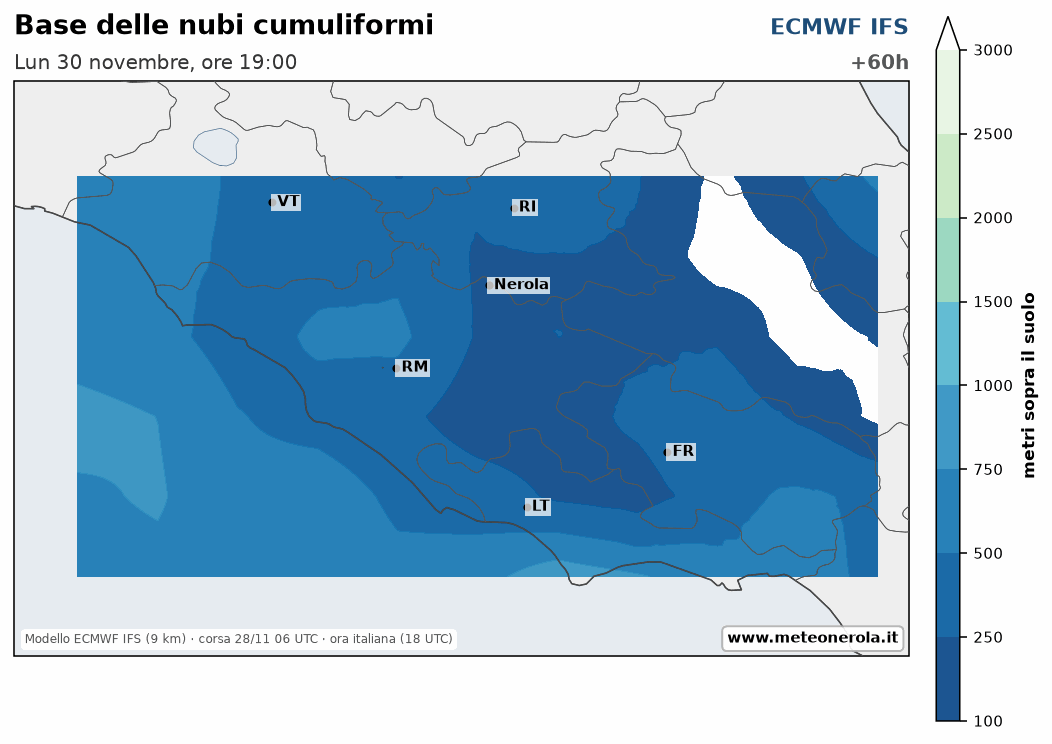 Base delle nubi cumuliformi
ECMWF IFS
Lun 30 novembre, ore 19:00
+60h
VT
RI
Nerola
RM
FR
LT
Modello ECMWF IFS (9 km) · corsa 28/11 06 UTC · ora italiana (18 UTC)
www.meteonerola.it
3000
2500
2000
1500
1000
750
500
250
100
metri sopra il suolo